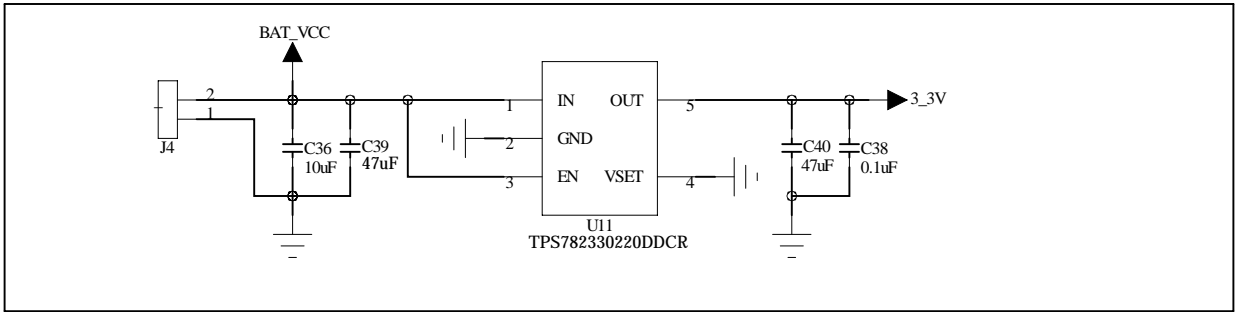 BAT_VCC
2
1
J4
C36
10uF
C39
47uF
1
IN
OUT
5
3_3V
2
GND
3
EN
VSET
4
U11
TPS782330220DDCR
C40
47uF
C38
0.1uF